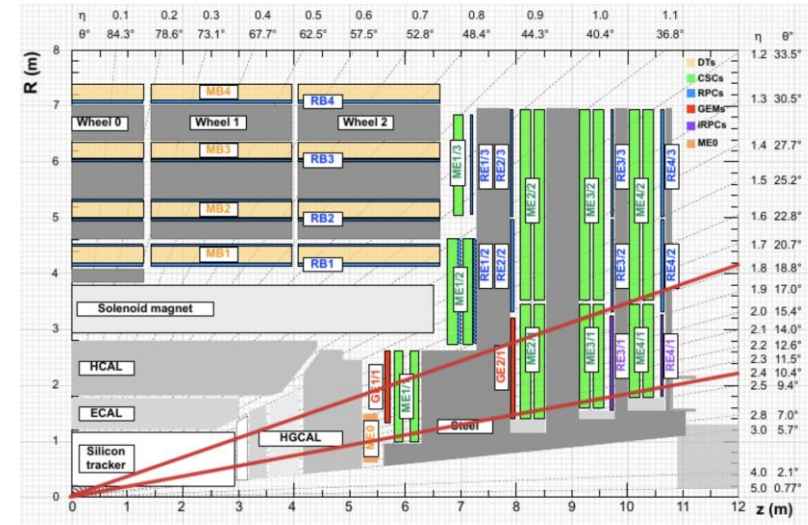 η 0.1 0.2 0.3 0.4 0.5 0.6 0.7 0.8 0.9 1.0 1.1 η θ°
θ° 84.3° 78.6° 73.1° 67.7° 62.5° 57.5° 52.8° 48.4° 44.3° 40.4° 36.8°
R (m)
8
7
6
5
4
3
2
1
0
1.2 33.5°
1.3 30.5°
1.4 27.7°
1.5 25.2°
1.6 22.8°
1.7 20.7°
1.8 18.8°
1.9 17.0°
2.0 15.4°
2.1 14.0°
2.2 12.6°
2.3 11.5°
2.4 10.4°
2.5 9.4°
2.8 7.0°
3.0 5.7°
4.0 2.1°
5.0 0.77°
DTs
CSCs
RPCs
GEMs
iRPCs
ME0
MB4
RB4
Wheel 0 Wheel 1 Wheel 2
MB3
RB3
MB2
RB2
MB1
RB1
Solenoid magnet
HCAL
ECAL
Silicon
tracker
HGCAL
Steel
ME0
GE1/1
ME1/
ME1/2
ME1/3
RE1/3
RE2/3
RE1/2
RE2/2
GE2/1
ME2/2
ME2/
ME3/2
ME3/1
RE3/3
RE3/2
RE3/1
ME4/2
ME4/1
RE4/3
RE4/2
RE4/1
0 1 2 3 4 5 6 7 8 9 10 11 12
z (m)